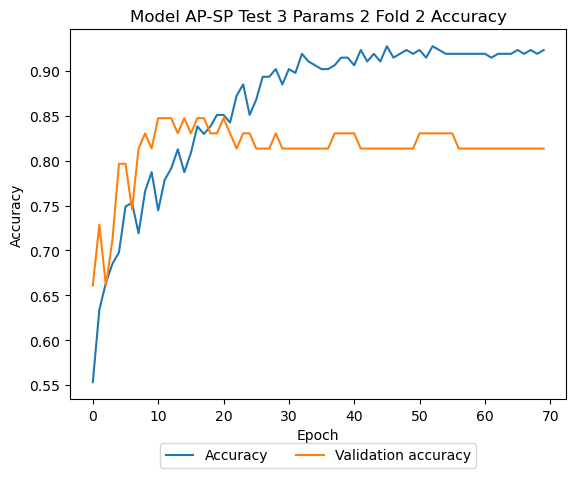 Model AP-SP Test 3 Params 2 Fold 2 Accuracy
Accuracy
0.90
0.85
0.80
0.75
0.70
0.65
0.60
0.55
0 10 20 30 40 50 60 70
Epoch
Accuracy Validation accuracy